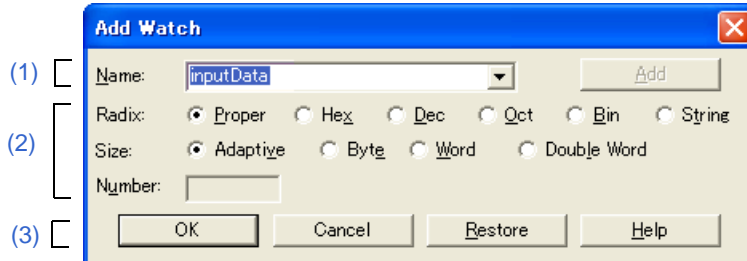 Add Watch
(1) Name: inputData Add
(2) Radix: Proper Hex Dec Oct Bin String
Size: Adaptive Byte Word Double Word
Number:
(3) OK Cancel Restore Help